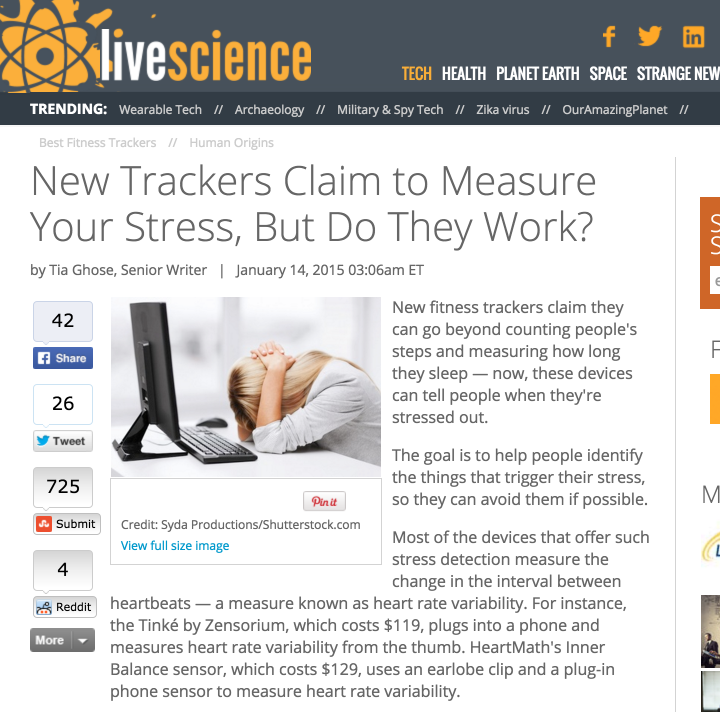 livescience
TECH HEALTH PLANET EARTH SPACE STRANGE NEW
TRENDING: Wearable Tech // Archaeology // Military & Spy Tech // Zika virus // OurAmazingPlanet //
Best Fitness Trackers // Human Origins
New Trackers Claim to Measure
Your Stress, But Do They Work?
by Tia Ghose, Senior Writer | January 14, 2015 03:06am ET
42
Share
26
Tweet
725
Submit
4
Reddit
More
Pin it
Credit: Syda Productions/Shutterstock.com
View full size image
New fitness trackers claim they
can go beyond counting people's
steps and measuring how long
they sleep — now, these devices
can tell people when they're
stressed out.
The goal is to help people identify
the things that trigger their stress,
so they can avoid them if possible.
Most of the devices that offer such
stress detection measure the
change in the interval between
heartbeats — a measure known as heart rate variability. For instance,
the Tinké by Zensorium, which costs $119, plugs into a phone and
measures heart rate variability from the thumb. HeartMath's Inner
Balance sensor, which costs $129, uses an earlobe clip and a plug-in
phone sensor to measure heart rate variability.